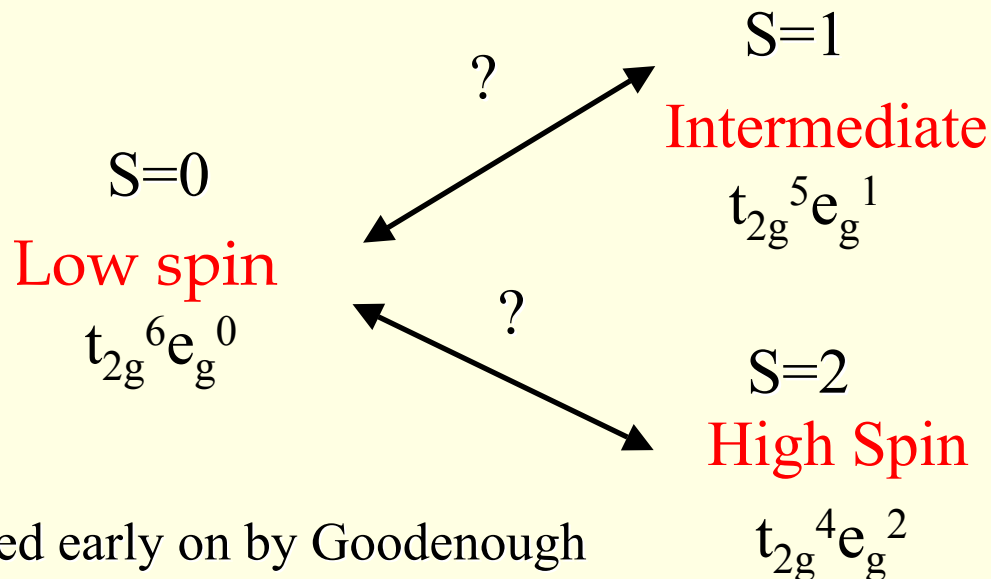 S=0
Low spin
t₂g⁶eg⁰
?
?
S=1
Intermediate
t₂g⁵eg¹
S=2
High Spin
t₂g⁴eg²
ed early on by Goodenough